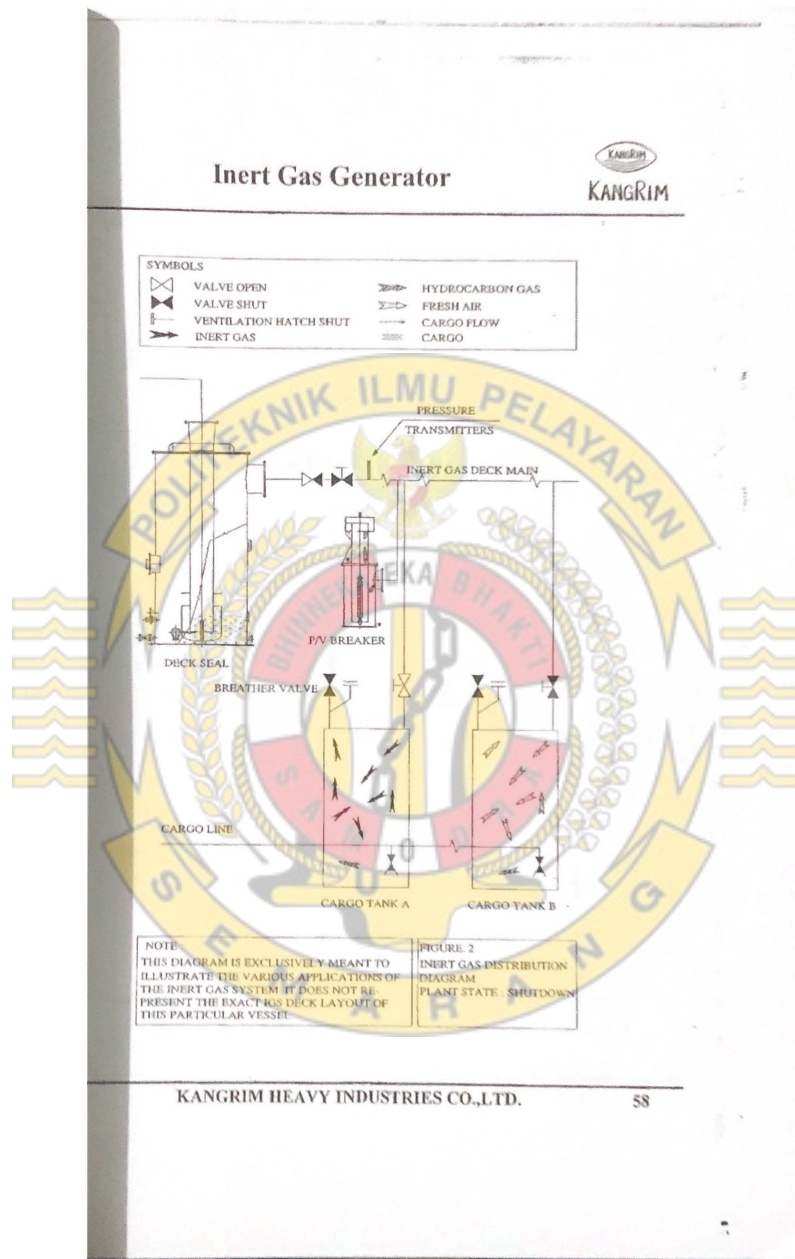 Inert Gas Generator
KANGRIM
KANGRIM
SYMBOLS
VALVE OPEN
VALVE SHUT
VENTILATION HATCH SHUT
INERT GAS
HYDROCARBON GAS
FRESH AIR
CARGO FLOW
CARGO
POLITEKNIK ILMU PELAYARAN
PRESSURE
TRANSMITTERS
INERT GAS DECK MAIN
BHINNEKA BHAKTI
P/V BREAKER
DECK SEAL
BREATHER VALVE
CARGO LINE
CARGO TANK A
CARGO TANK B
SEMARANG
NOTE
THIS DIAGRAM IS EXCLUSIVELY MEANT TO
ILLUSTRATE THE VARIOUS APPLICATIONS OF
THE INERT GAS SYSTEM IT DOES NOT RE-
PRESENT THE EXACT IGS DECK LAYOUT OF
THIS PARTICULAR VESSEL
FIGURE. 2
INERT GAS DISTRIBUTION
DIAGRAM
PLANT STATE : SHUTDOWN
KANGRIM HEAVY INDUSTRIES CO.,LTD.
58